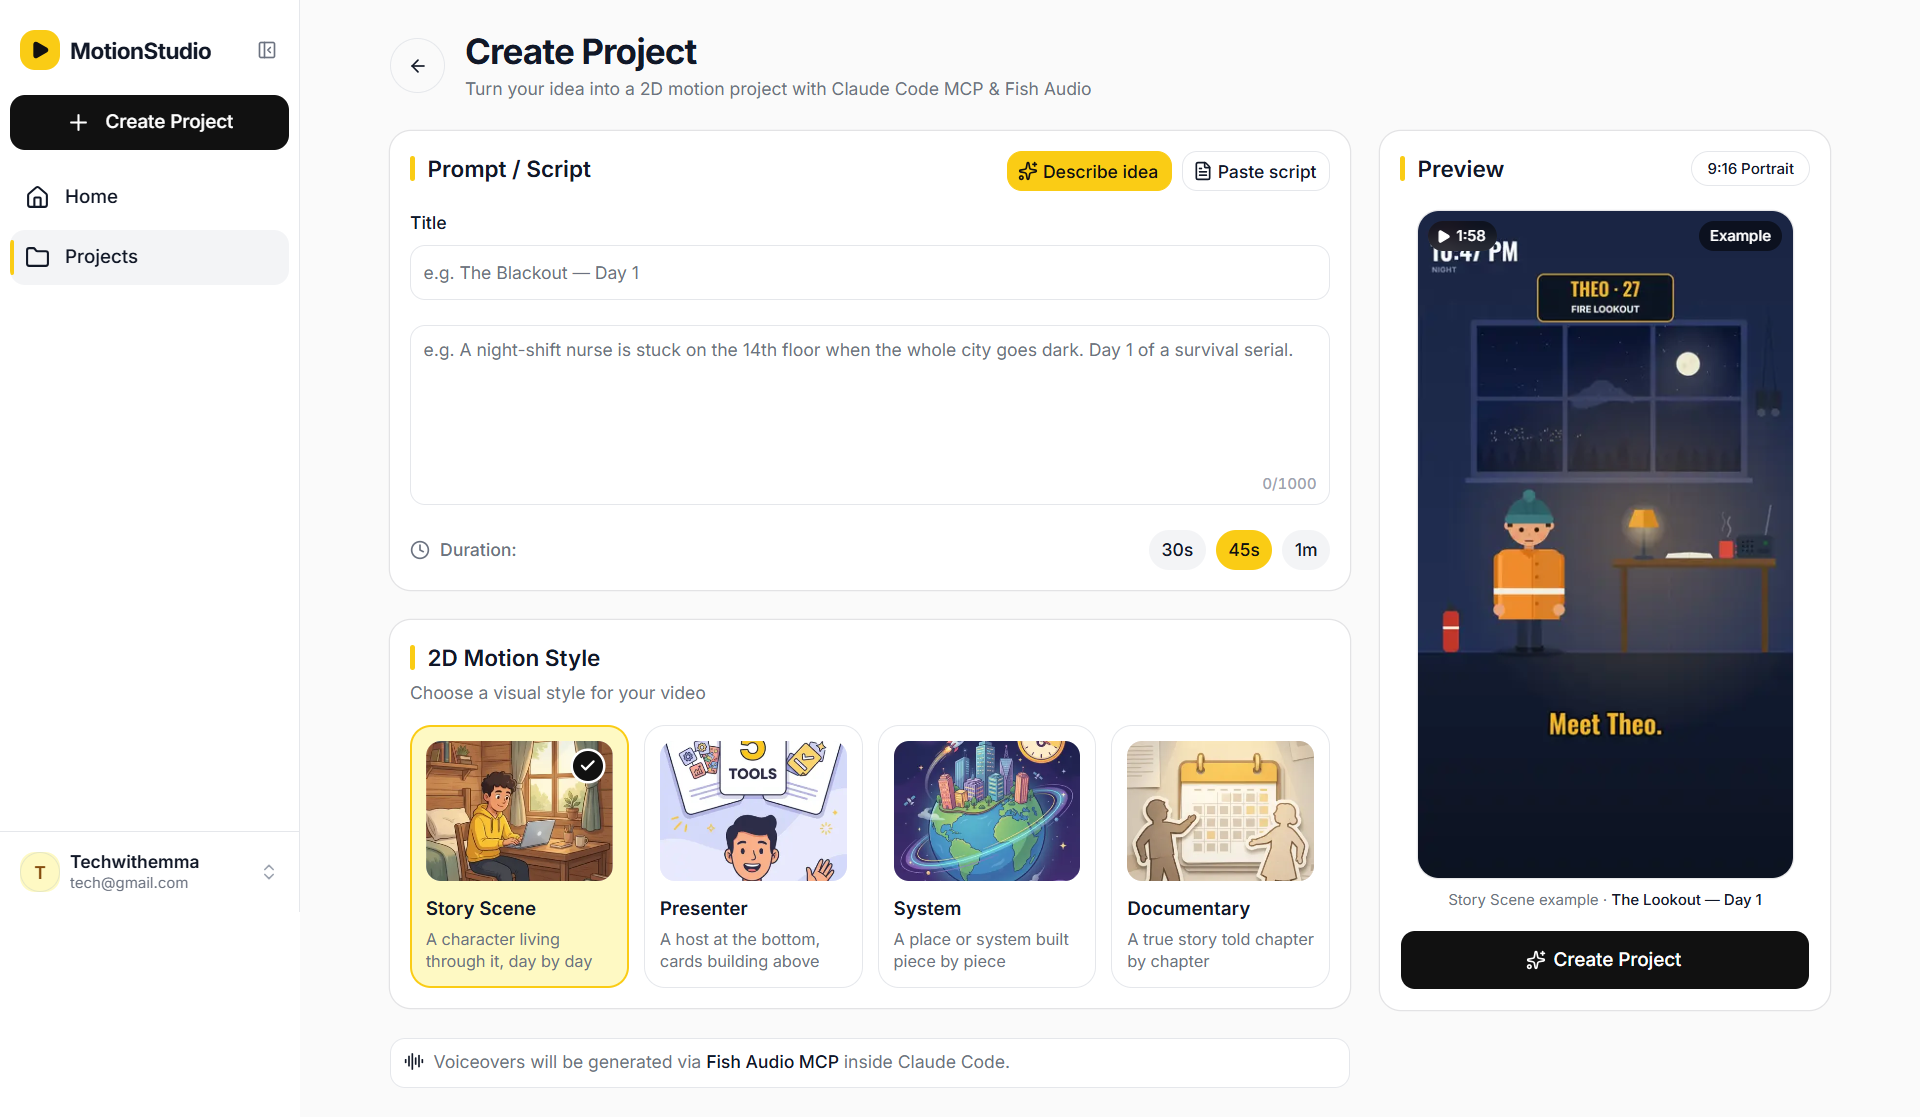 MotionStudio
Create Project
Home
Projects
T
Techwithemma
tech@gmail.com
Create Project
Turn your idea into a 2D motion project with Claude Code MCP & Fish Audio
Prompt / Script
Describe idea
Paste script
Title
e.g. The Blackout — Day 1
e.g. A night-shift nurse is stuck on the 14th floor when the whole city goes dark. Day 1 of a survival serial.
0/1000
Duration:
30s
45s
1m
2D Motion Style
Choose a visual style for your video
Story Scene
A character living
through it, day by day
5
TOOLS
Presenter
A host at the bottom,
cards building above
System
A place or system built
piece by piece
Documentary
A true story told chapter
by chapter
Voiceovers will be generated via Fish Audio MCP inside Claude Code.
Preview
9:16 Portrait
1:58
Example
10:47 PM
NIGHT
THEO · 27
FIRE LOOKOUT
Meet Theo.
Story Scene example · The Lookout — Day 1
Create Project